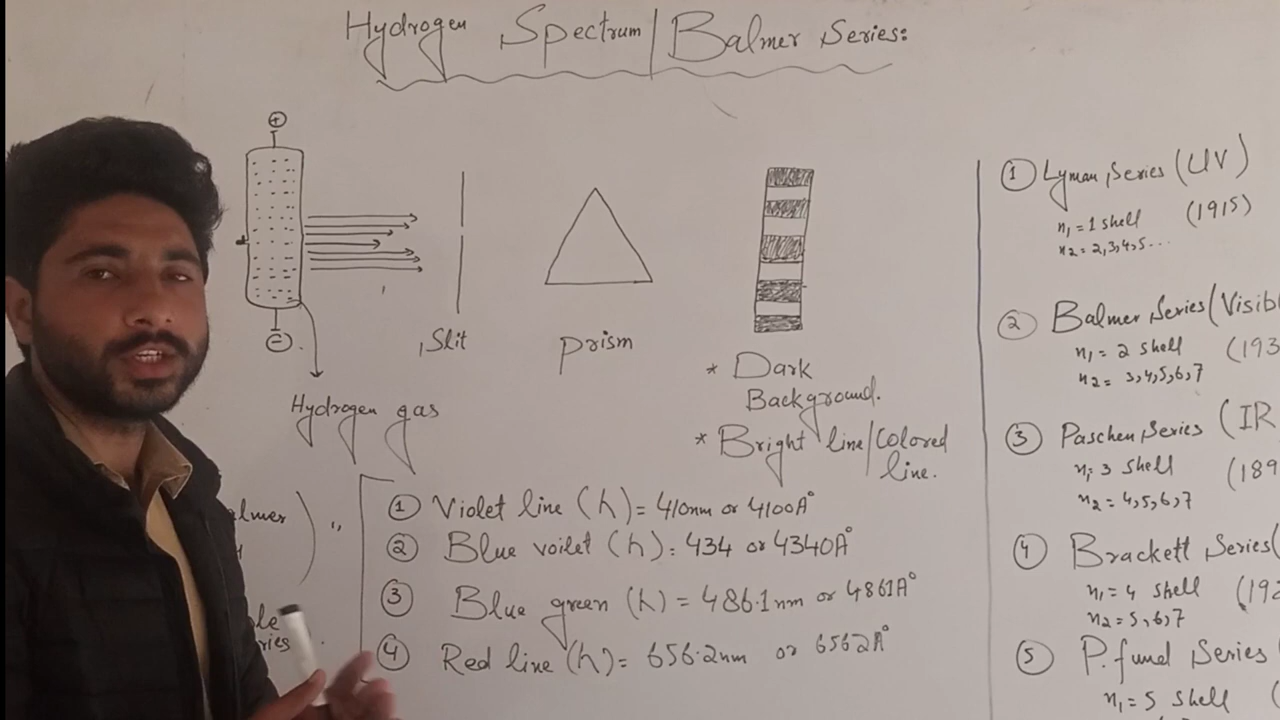 Hydrogen Spectrum/Balmer Series:
+
-
Hydrogen gas
Slit
prism
* Dark
Background.
* Bright line/Colored
line.
almer
"
ries
① Violet line (λ)= 410nm or 4100A°
② Blue voilet (λ): 434 or 4340A°
③ Blue green (λ) = 486.1nm or 4861A°
④ Red line (λ)= 656.2nm or 6562A°
① Lyman Series (UV)
n₁ = 1 shell (1915)
n₂ = 2,3,4,5...
② Balmer Series (Visib
n₁ = 2 shell (193
n₂ = 3,4,5,6,7
③ Paschen Series (IR
n₁ 3 shell (189
n₂ = 4,5,6,7
④ Brackett Series(
n₁ = 4 shell (192
n₂ = 5,6,7
⑤ P.fund Series (
n₁ = 5 shell (